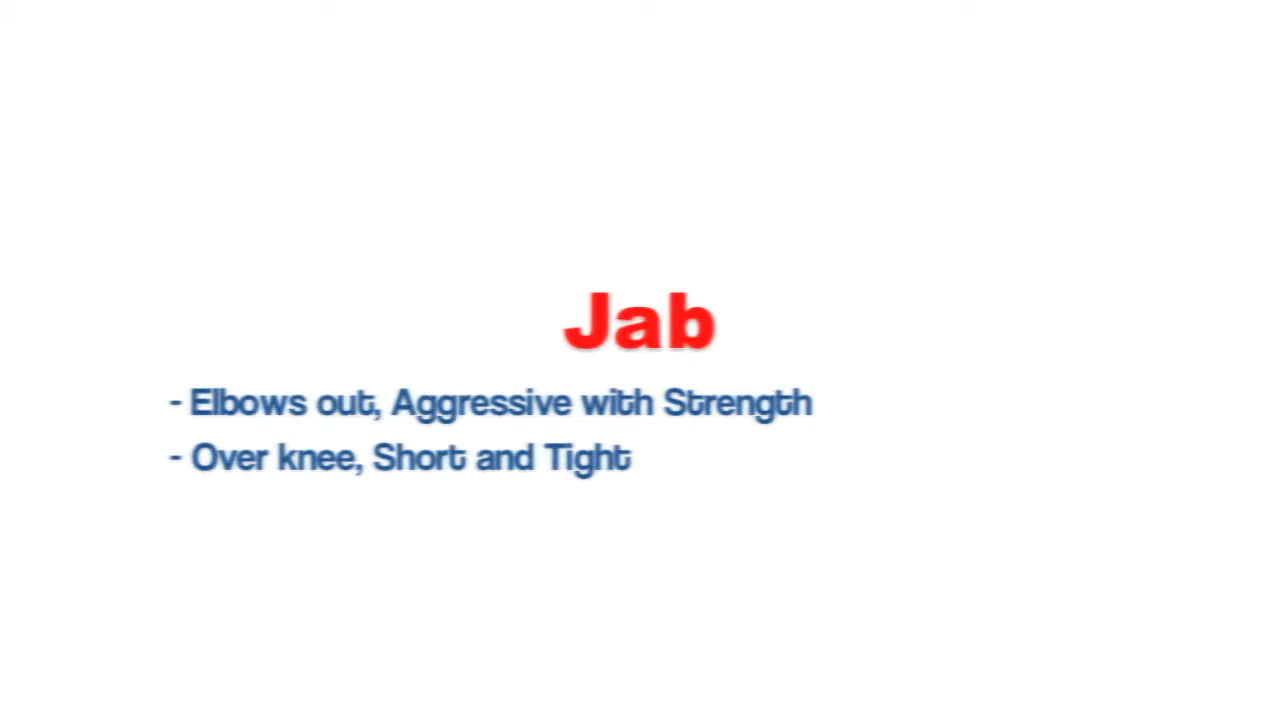 Jab
- Elbows out, Aggressive with Strength
- Over knee, Short and Tight